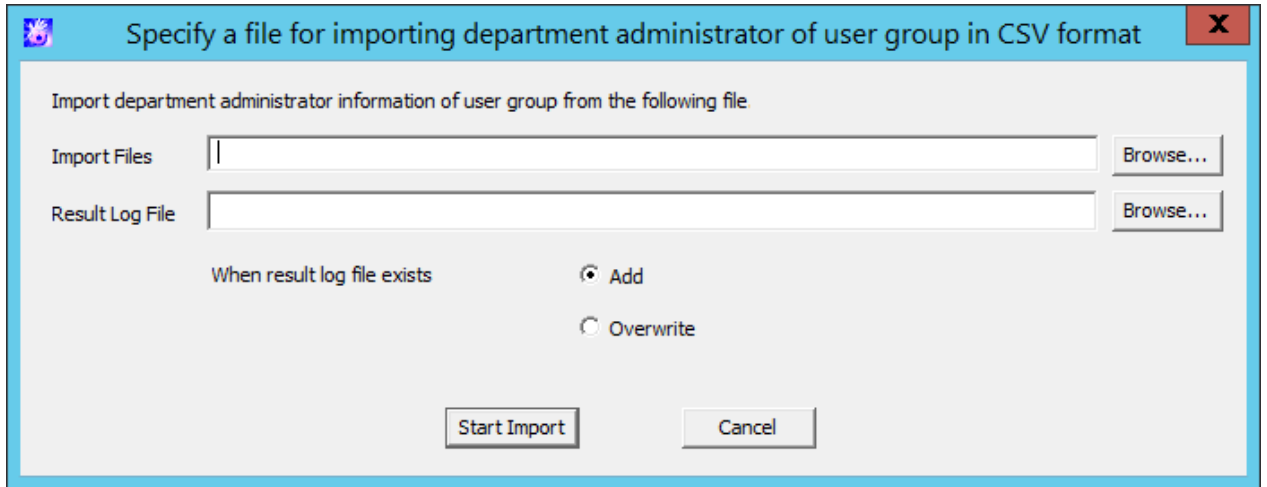 Specify a file for importing department administrator of user group in CSV format
X
Import department administrator information of user group from the following file
Import Files
Browse...
Result Log File
Browse...
When result log file exists
Add
Overwrite
Start Import
Cancel